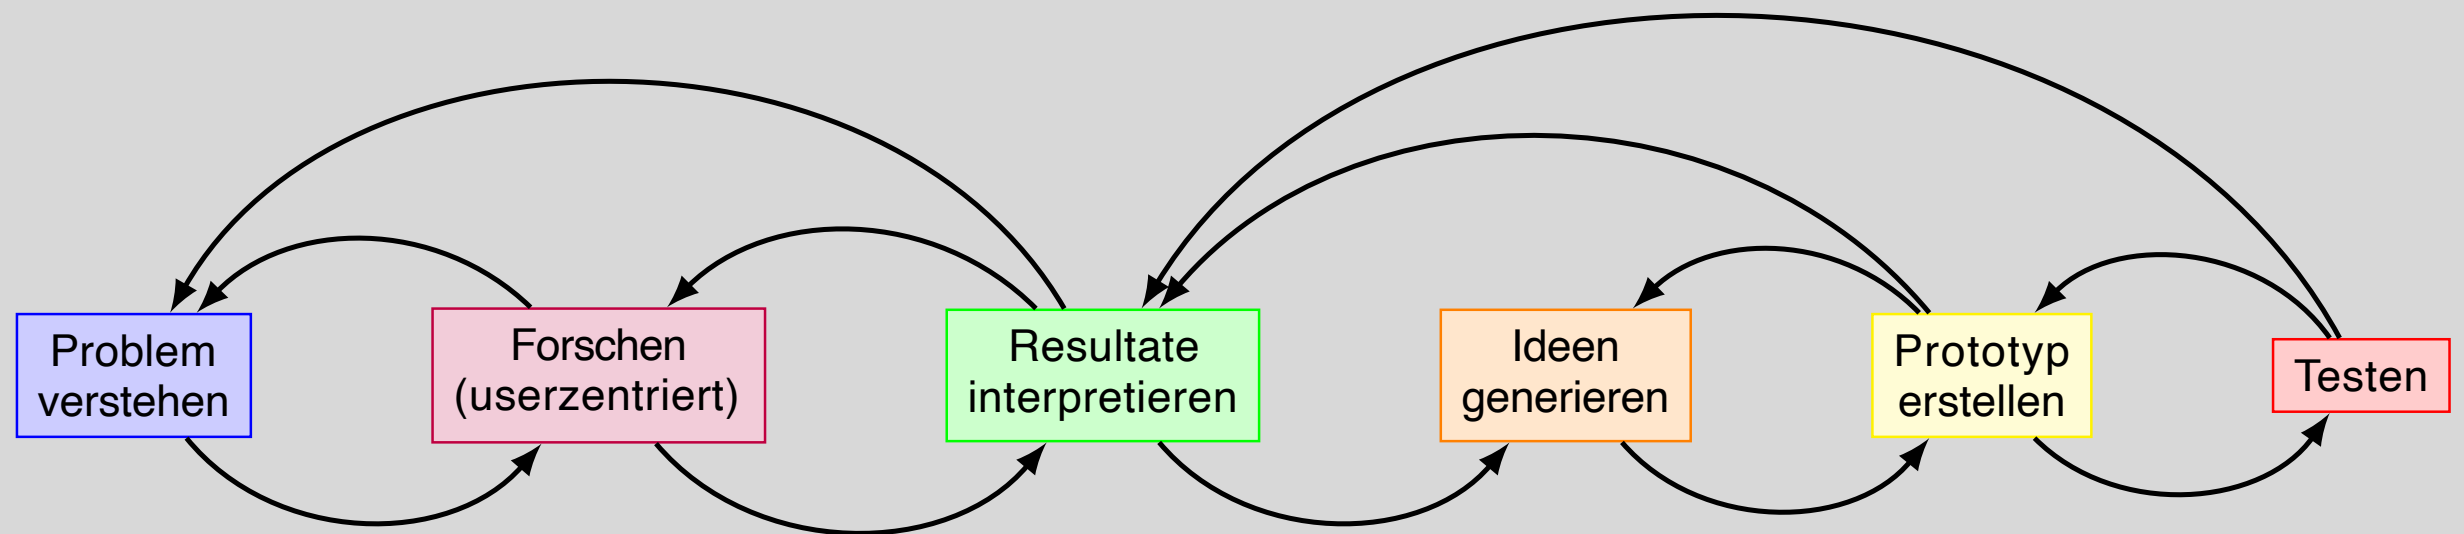 Problem
verstehen
Forschen
(userzentriert)
Resultate
interpretieren
Ideen
generieren
Prototyp
erstellen
Testen